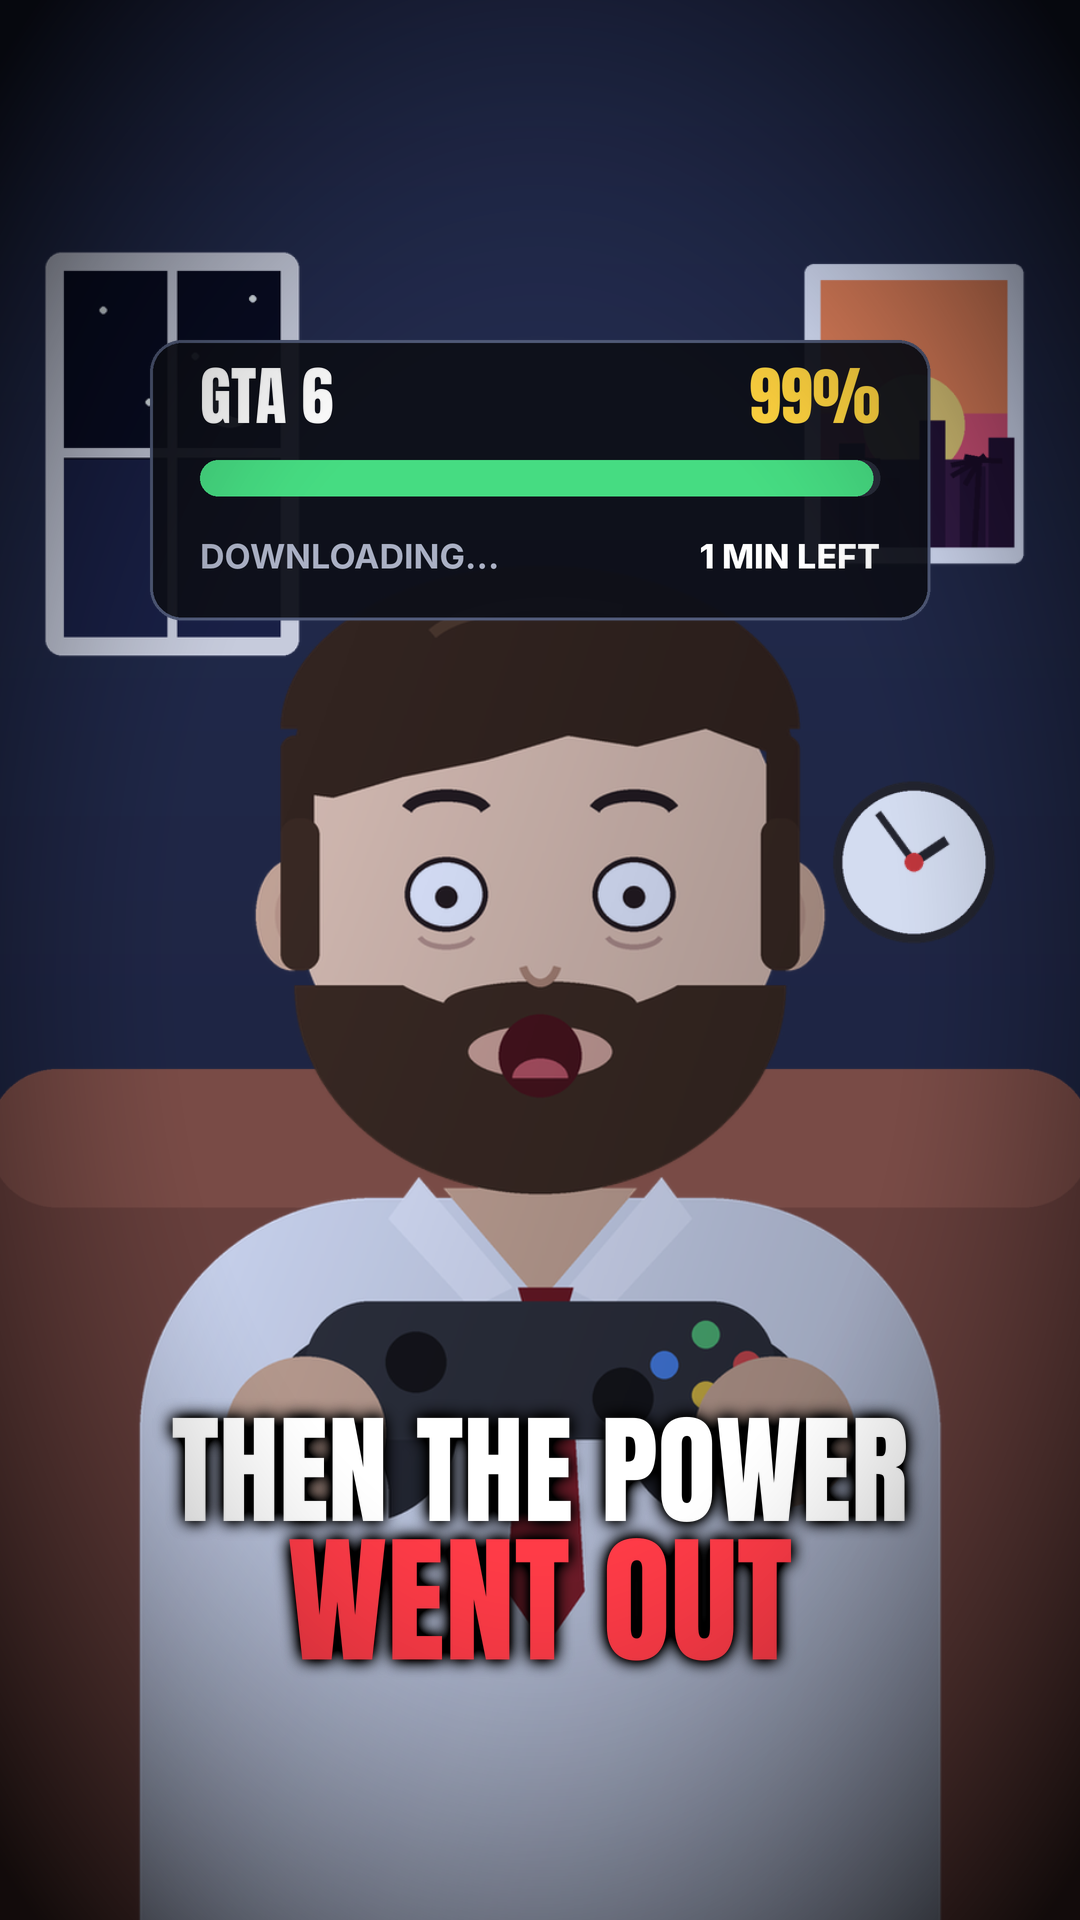 GTA 6
99%
DOWNLOADING...
1 MIN LEFT
THEN THE POWER
WENT OUT